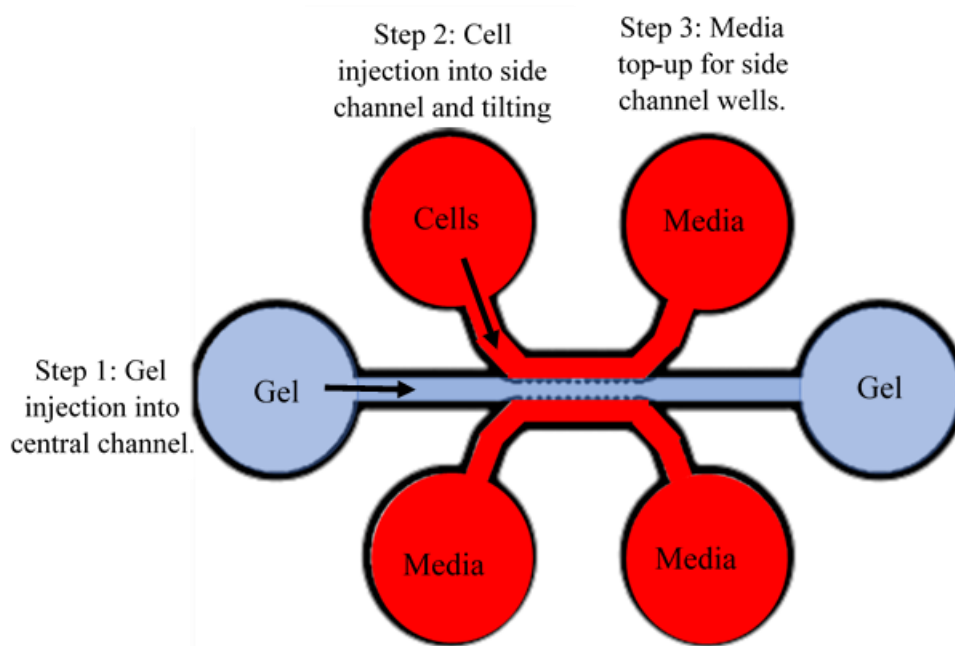 Step 2: Cell
injection into side
channel and tilting
Step 3: Media
top-up for side
channel wells.
Cells
Media
Step 1: Gel
injection into
central channel.
Gel
Gel
Media
Media